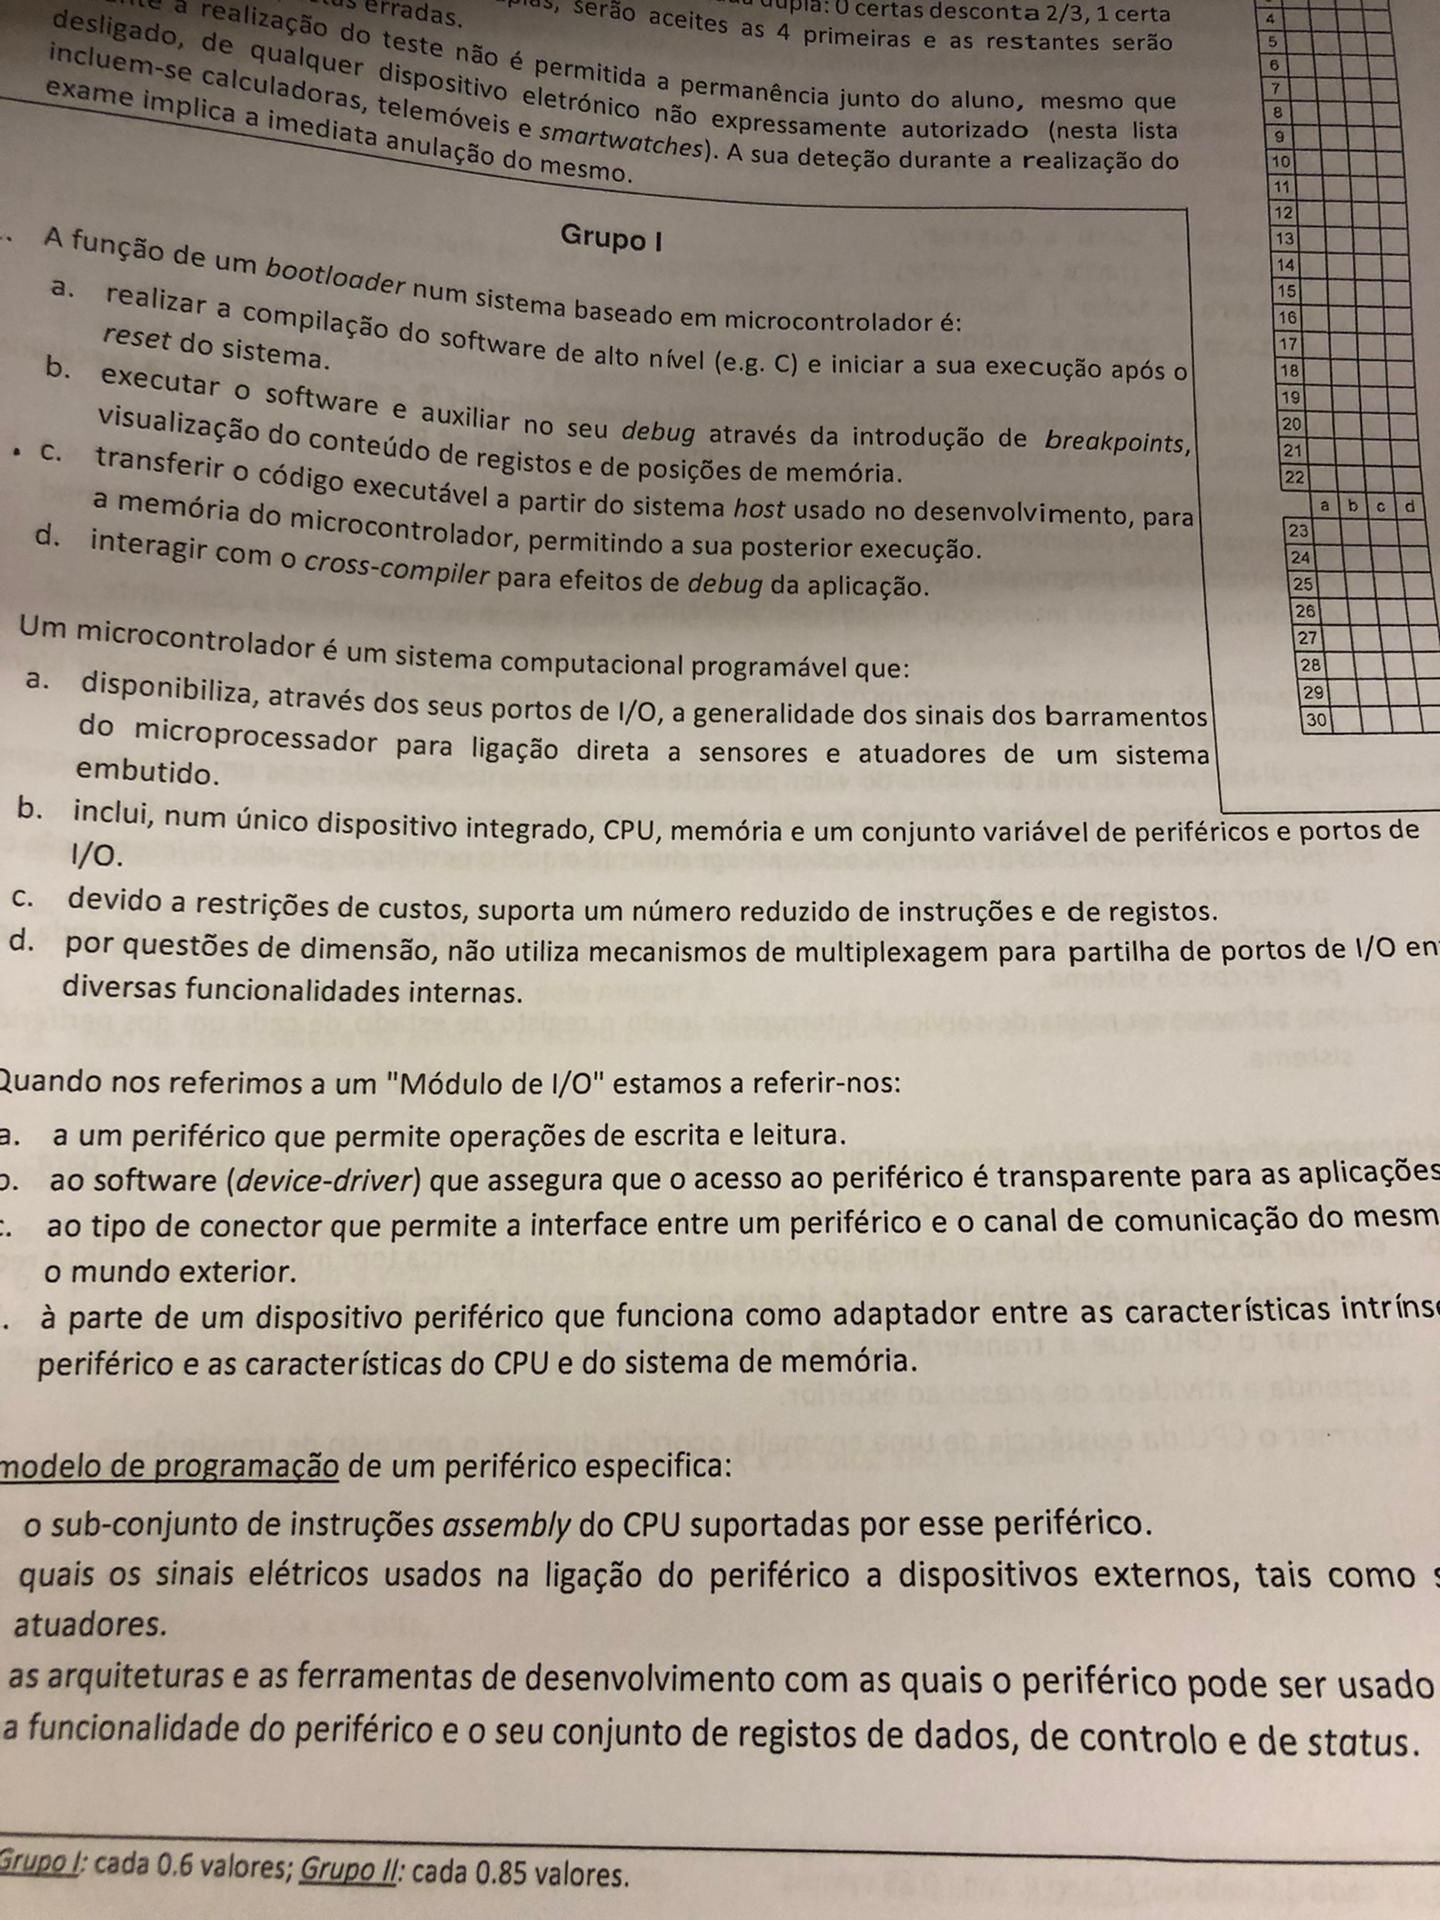 erradas.
serão aceites as 4 primeiras e as restantes serão
dupla: 0 certas desconta 2/3, 1 certa
a realização do teste não é permitida a permanência junto do aluno, mesmo que
desligado, de qualquer dispositivo eletrónico não expressamente autorizado (nesta lista
incluem-se calculadoras, telemóveis e smartwatches). A sua deteção durante a realização do
exame implica a imediata anulação do mesmo.
Grupo I
A função de um bootloader num sistema baseado em microcontrolador é:
a. realizar a compilação do software de alto nível (e.g. C) e iniciar a sua execução após o
reset do sistema.
b. executar o software e auxiliar no seu debug através da introdução de breakpoints,
visualização do conteúdo de registos e de posições de memória.
c. transferir o código executável a partir do sistema host usado no desenvolvimento, para
a memória do microcontrolador, permitindo a sua posterior execução.
d. interagir com o cross-compiler para efeitos de debug da aplicação.
Um microcontrolador é um sistema computacional programável que:
a. disponibiliza, através dos seus portos de I/O, a generalidade dos sinais dos barramentos
do microprocessador para ligação direta a sensores e atuadores de um sistema
embutido.
b. inclui, num único dispositivo integrado, CPU, memória e um conjunto variável de periféricos e portos de
I/O.
c. devido a restrições de custos, suporta um número reduzido de instruções e de registos.
d. por questões de dimensão, não utiliza mecanismos de multiplexagem para partilha de portos de I/O en
diversas funcionalidades internas.
Quando nos referimos a um "Módulo de I/O" estamos a referir-nos:
a. a um periférico que permite operações de escrita e leitura.
b. ao software (device-driver) que assegura que o acesso ao periférico é transparente para as aplicações
c. ao tipo de conector que permite a interface entre um periférico e o canal de comunicação do mesm
o mundo exterior.
. à parte de um dispositivo periférico que funciona como adaptador entre as características intrínse
periférico e as características do CPU e do sistema de memória.
modelo de programação de um periférico especifica:
o sub-conjunto de instruções assembly do CPU suportadas por esse periférico.
quais os sinais elétricos usados na ligação do periférico a dispositivos externos, tais como s
atuadores.
as arquiteturas e as ferramentas de desenvolvimento com as quais o periférico pode ser usado
a funcionalidade do periférico e o seu conjunto de registos de dados, de controlo e de status.
Grupo I: cada 0.6 valores; Grupo II: cada 0.85 valores.
4
5
6
7
8
9
10
11
12
13
14
15
16
17
18
19
20
21
22
a b c d
23
24
25
26
27
28
29
30